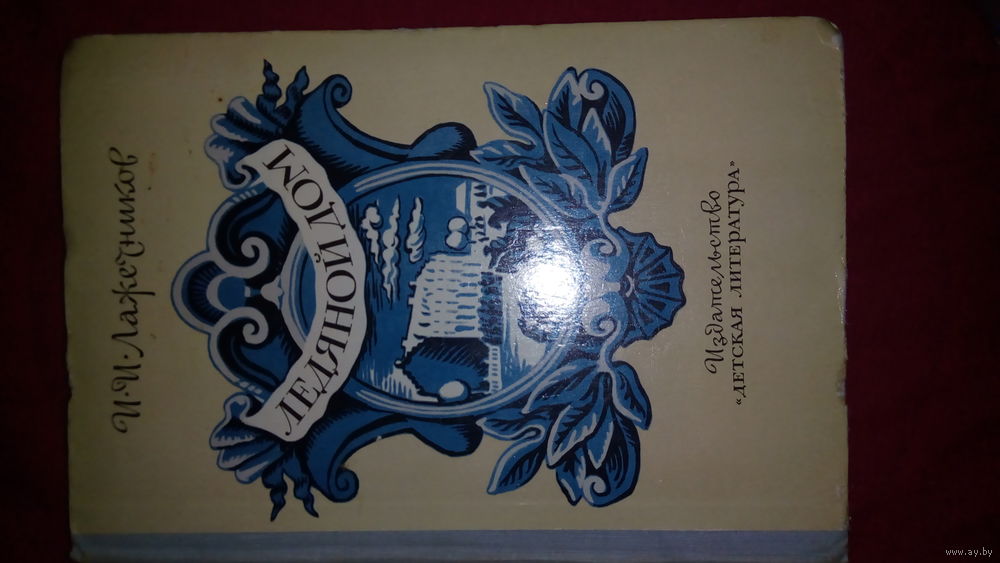 И·И·Лажечников
ЛЕДЯНОЙ ДОМ
Издательство
«ДЕТСКАЯ ЛИТЕРАТУРА»
www.ay.by